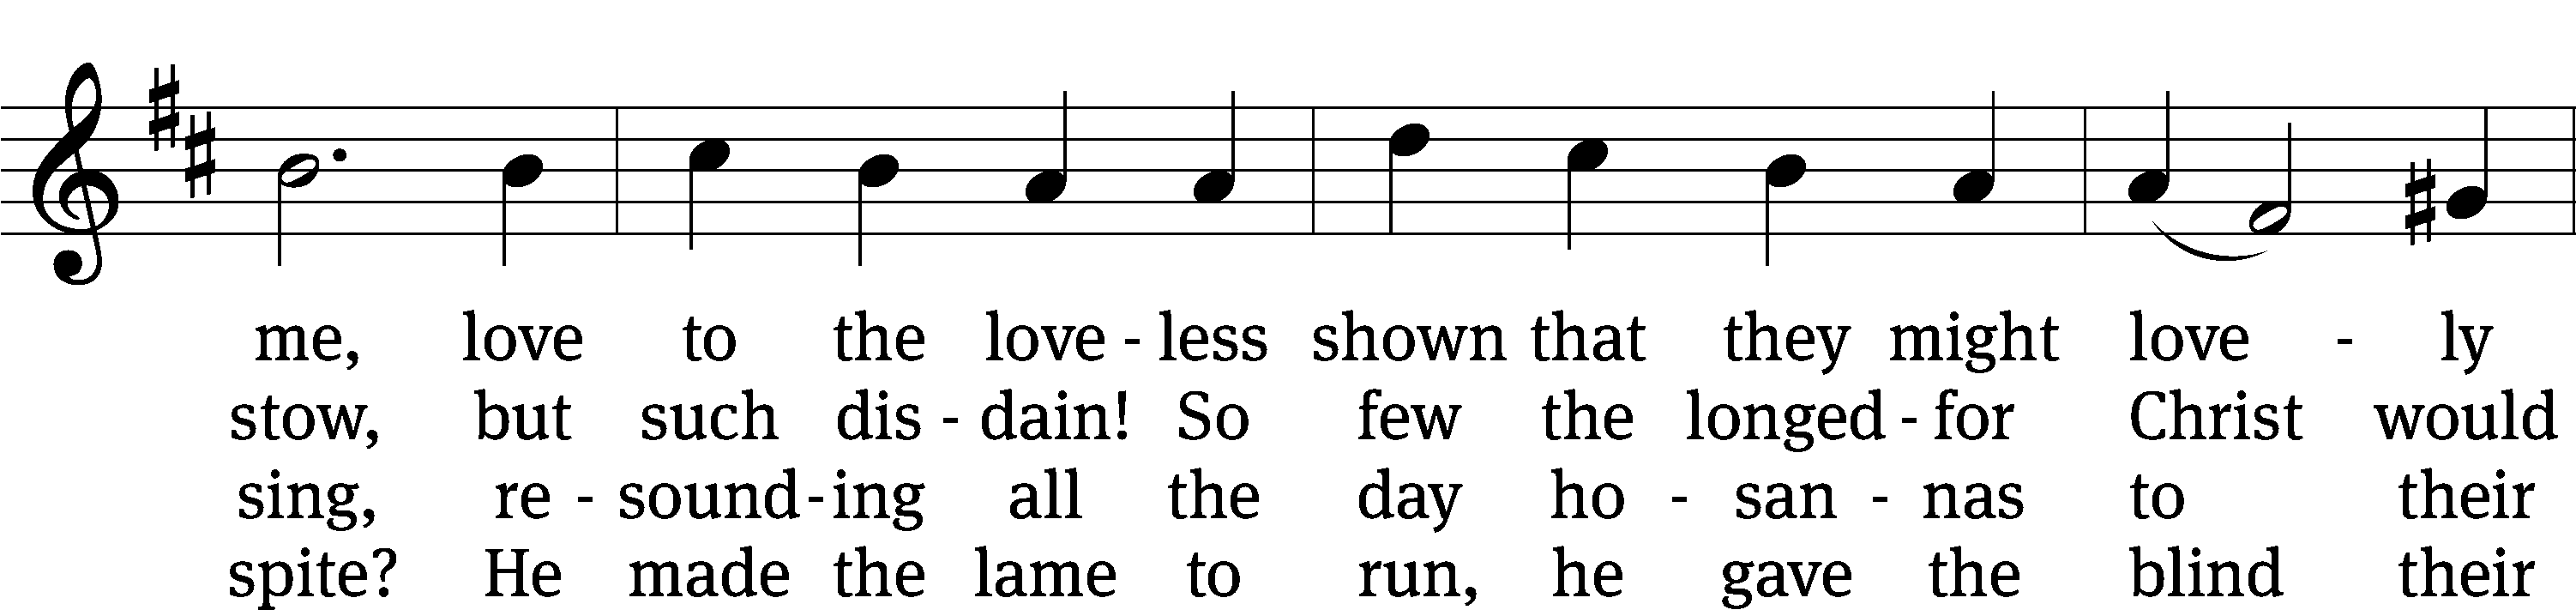 me, love to the love - less shown that they might love - ly
stow, but such dis - dain! So few the longed - for Christ would
sing, re - sound - ing all the day ho - san - nas to their
spite? He made the lame to run, he gave the blind their